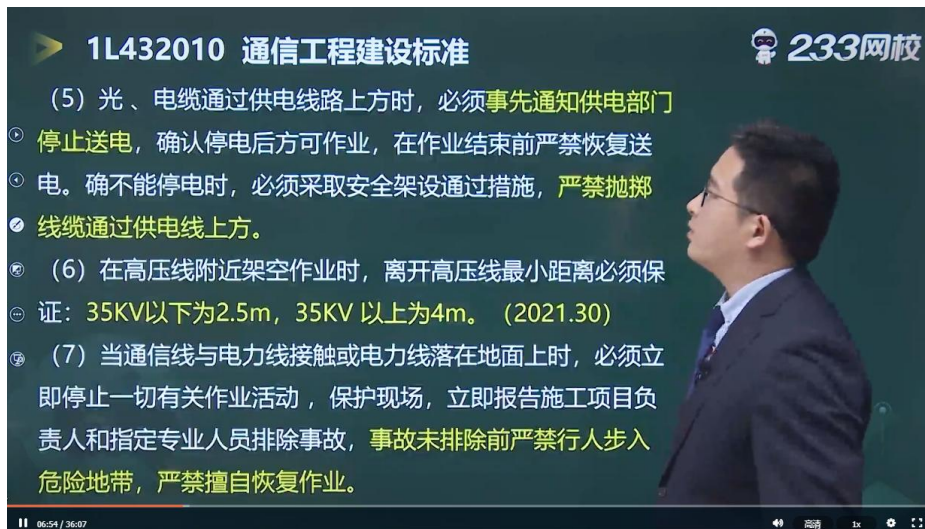 1L432010 通信工程建设标准
233网校
（5）光 、电缆通过供电线路上方时，必须事先通知供电部门
停止送电，确认停电后方可作业，在作业结束前严禁恢复送
电。确不能停电时，必须采取安全架设通过措施，严禁抛掷
线缆通过供电线上方。
（6）在高压线附近架空作业时，离开高压线最小距离必须保
证：35KV以下为2.5m，35KV 以上为4m。（2021.30）
（7）当通信线与电力线接触或电力线落在地面上时，必须立
即停止一切有关作业活动 ，保护现场，立即报告施工项目负
责人和指定专业人员排除事故，事故未排除前严禁行人步入
危险地带，严禁擅自恢复作业。
06:54 / 36:07
高清
1x